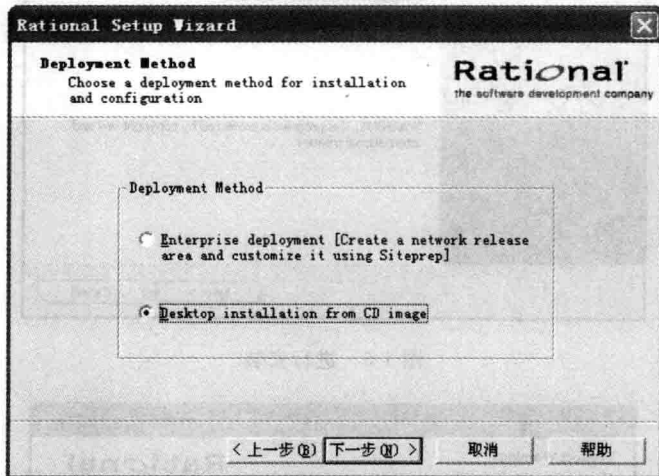 Rational Setup Wizard
Deployment Method
Choose a deployment method for installation
and configuration
Rational
the software development company
Deployment Method
Enterprise deployment [Create a network release
area and customize it using Siteprep]
Desktop installation from CD image
< 上一步(B)
下一步(N) >
取消
帮助